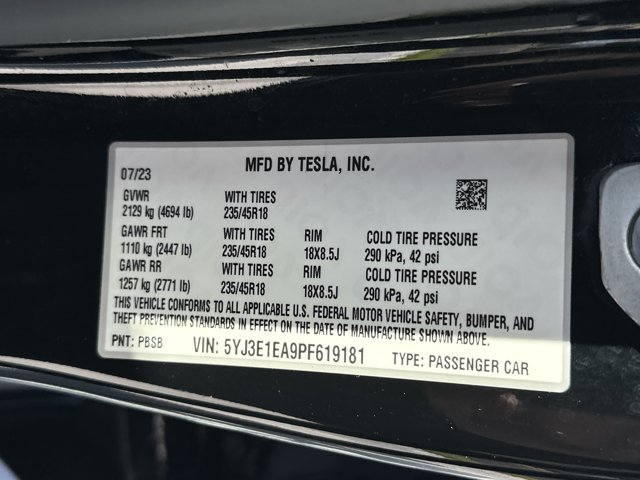 MFD BY TESLA, INC.
07/23
GVWR WITH TIRES
2129 kg (4694 lb) 235/45R18
GAWR FRT WITH TIRES RIM COLD TIRE PRESSURE
1110 kg (2447 lb) 235/45R18 18X8.5J 290 kPa, 42 psi
GAWR RR WITH TIRES RIM COLD TIRE PRESSURE
1257 kg (2771 lb) 235/45R18 18X8.5J 290 kPa, 42 psi
THIS VEHICLE CONFORMS TO ALL APPLICABLE U.S. FEDERAL MOTOR VEHICLE SAFETY, BUMPER, AND
THEFT PREVENTION STANDARDS IN EFFECT ON THE DATE OF MANUFACTURE SHOWN ABOVE.
PNT: PBSB VIN: 5YJ3E1EA9PF619181 TYPE: PASSENGER CAR